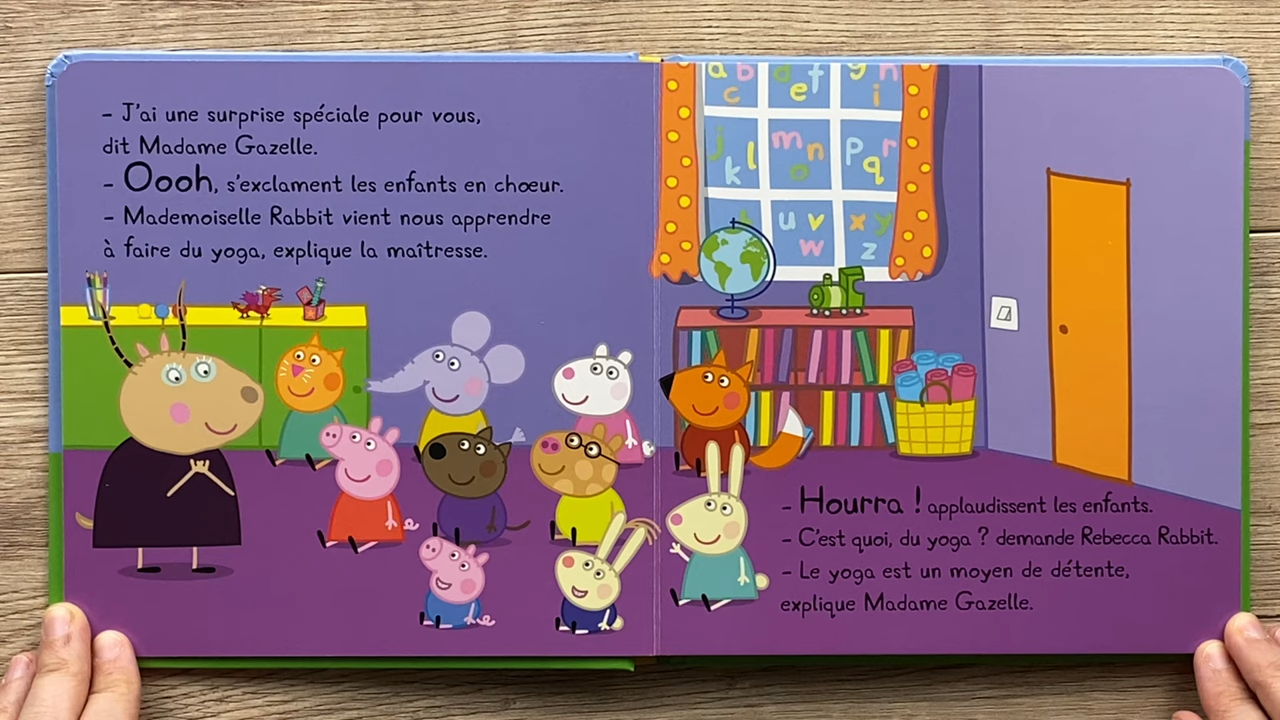 - J'ai une surprise spéciale pour vous,
dit Madame Gazelle.
- Oooh, s'exclament les enfants en chœur.
- Mademoiselle Rabbit vient nous apprendre
à faire du yoga, explique la maîtresse.
a b d e f g h
c e i
j k l m n o p q r
t u v w x y z
- Hourra ! applaudissent les enfants.
- C'est quoi, du yoga ? demande Rebecca Rabbit.
- Le yoga est un moyen de détente,
explique Madame Gazelle.